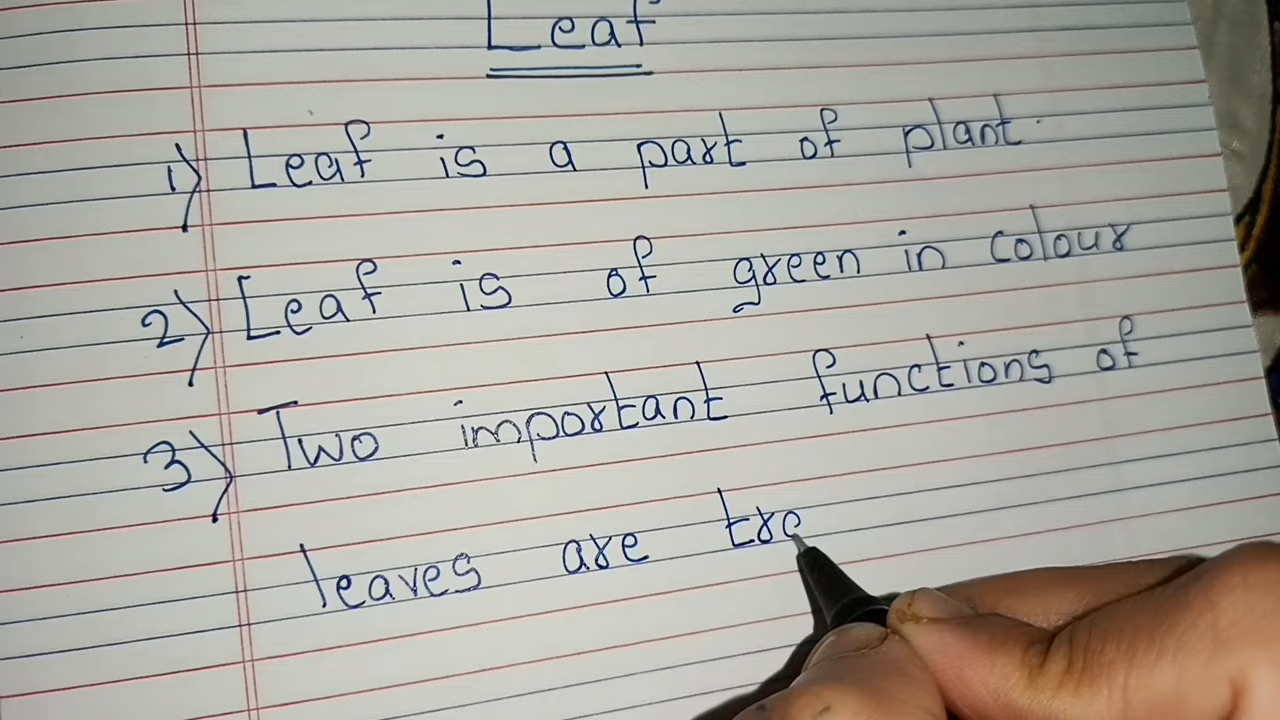 Leaf
1) Leaf is a part of plant.
2) Leaf is of green in colour
3) Two important functions of
leaves are tra